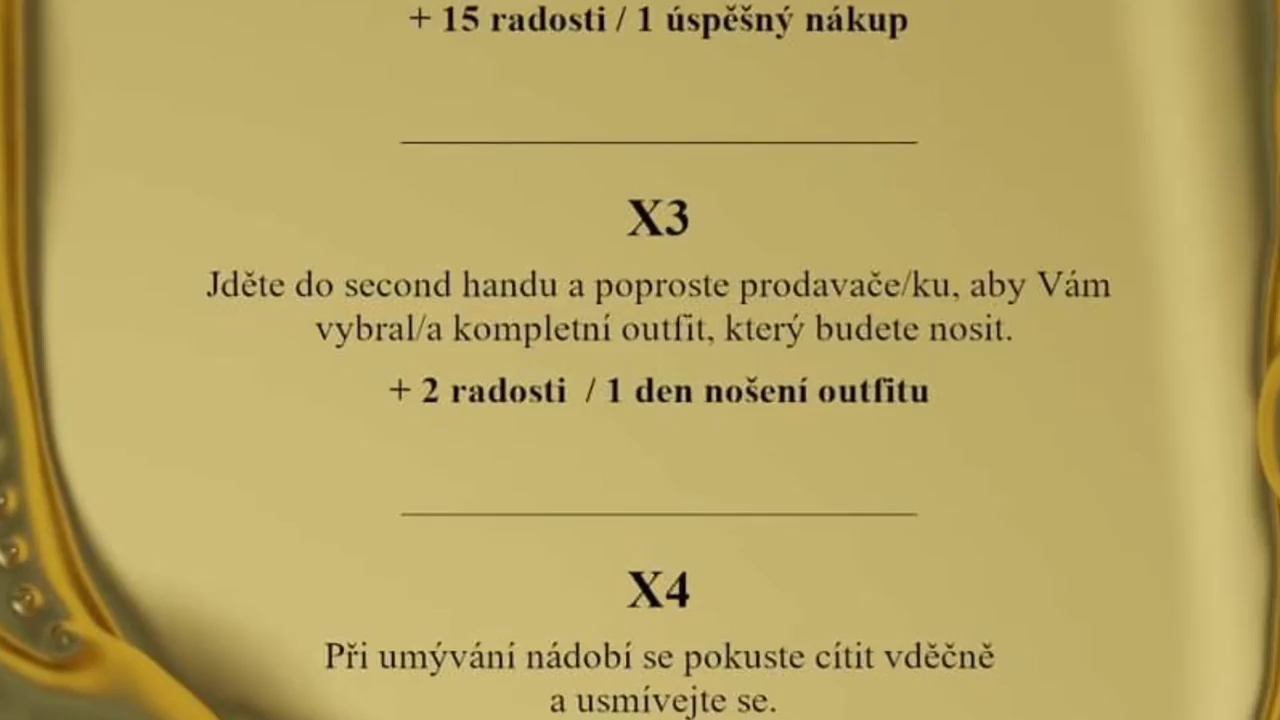 + 15 radosti / 1 úspěšný nákup
X3
Jděte do second handu a poproste prodavače/ku, aby Vám
vybral/a kompletní outfit, který budete nosit.
+ 2 radosti / 1 den nošení outfitu
X4
Při umývání nádobí se pokuste cítit vděčně
a usmívejte se.